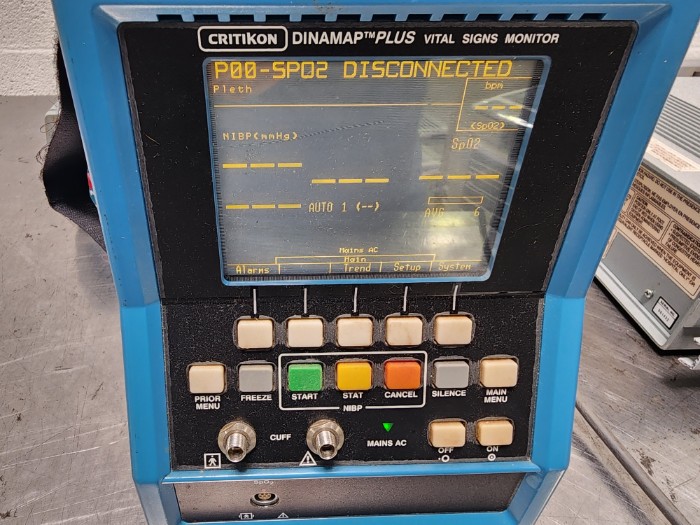 CRITIKON DINAMAP™PLUS VITAL SIGNS MONITOR
P00-SPO2 DISCONNECTED
Pleth
bpm
---
(SpO2)
NIBP(mmHg)
SpO2
---
--- ---
--- AUTO 1 (--)
AVG 6
Mains AC
Main
Alarms Trend Setup System
PRIOR MENU FREEZE START STAT CANCEL SILENCE MAIN MENU
NIBP
CUFF MAINS AC OFF ON
SpO2